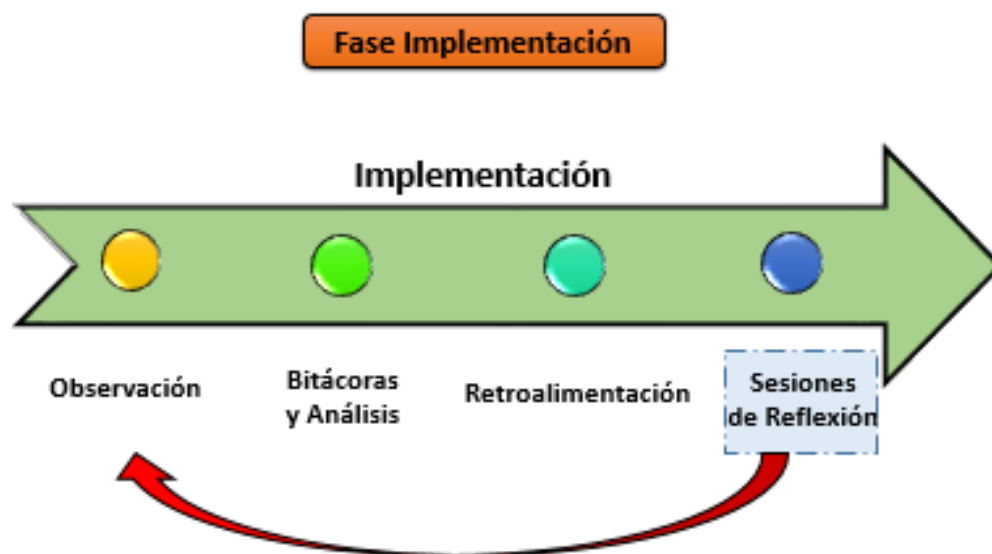 Fase Implementación
Implementación
Observación
Bitácoras
y Análisis
Retroalimentación
Sesiones
de Reflexión